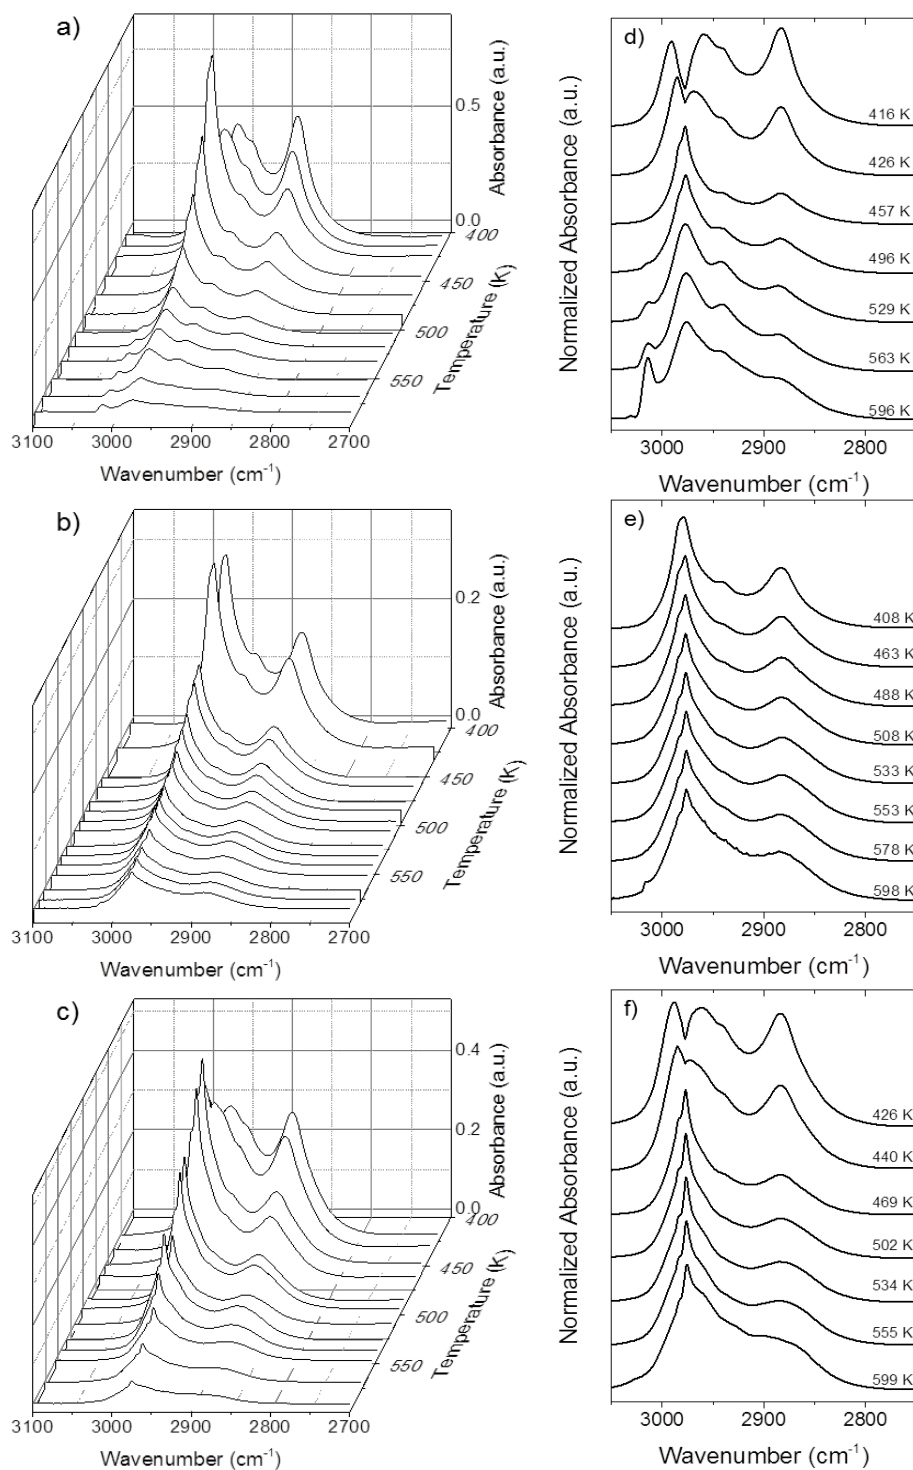 a)
Absorbance (a.u.)
0.5
0.0
400
450
500
550
Temperature (K)
3100 3000 2900 2800 2700
Wavenumber (cm⁻¹)
d)
Normalized Absorbance (a.u.)
416 K
426 K
457 K
496 K
529 K
563 K
596 K
3000 2900 2800
Wavenumber (cm⁻¹)
b)
Absorbance (a.u.)
0.2
0.0
400
450
500
550
Temperature (K)
3100 3000 2900 2800 2700
Wavenumber (cm⁻¹)
e)
Normalized Absorbance (a.u.)
408 K
463 K
488 K
508 K
533 K
553 K
578 K
598 K
3000 2900 2800
Wavenumber (cm⁻¹)
c)
Absorbance (a.u.)
0.4
0.2
0.0
400
450
500
550
Temperature (K)
3100 3000 2900 2800 2700
Wavenumber (cm⁻¹)
f)
Normalized Absorbance (a.u.)
426 K
440 K
469 K
502 K
534 K
555 K
599 K
3000 2900 2800
Wavenumber (cm⁻¹)